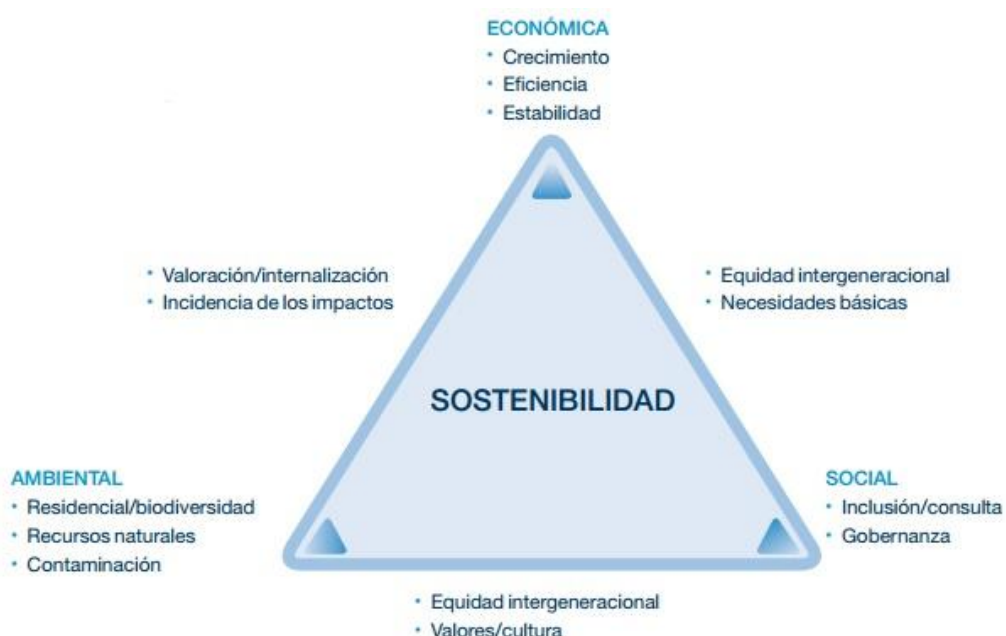 ECONÓMICA
• Crecimiento
• Eficiencia
• Estabilidad
• Valoración/internalización
• Incidencia de los impactos
• Equidad intergeneracional
• Necesidades básicas
SOSTENIBILIDAD
AMBIENTAL
• Residencial/biodiversidad
• Recursos naturales
• Contaminación
SOCIAL
• Inclusión/consulta
• Gobernanza
• Equidad intergeneracional
• Valores/cultura